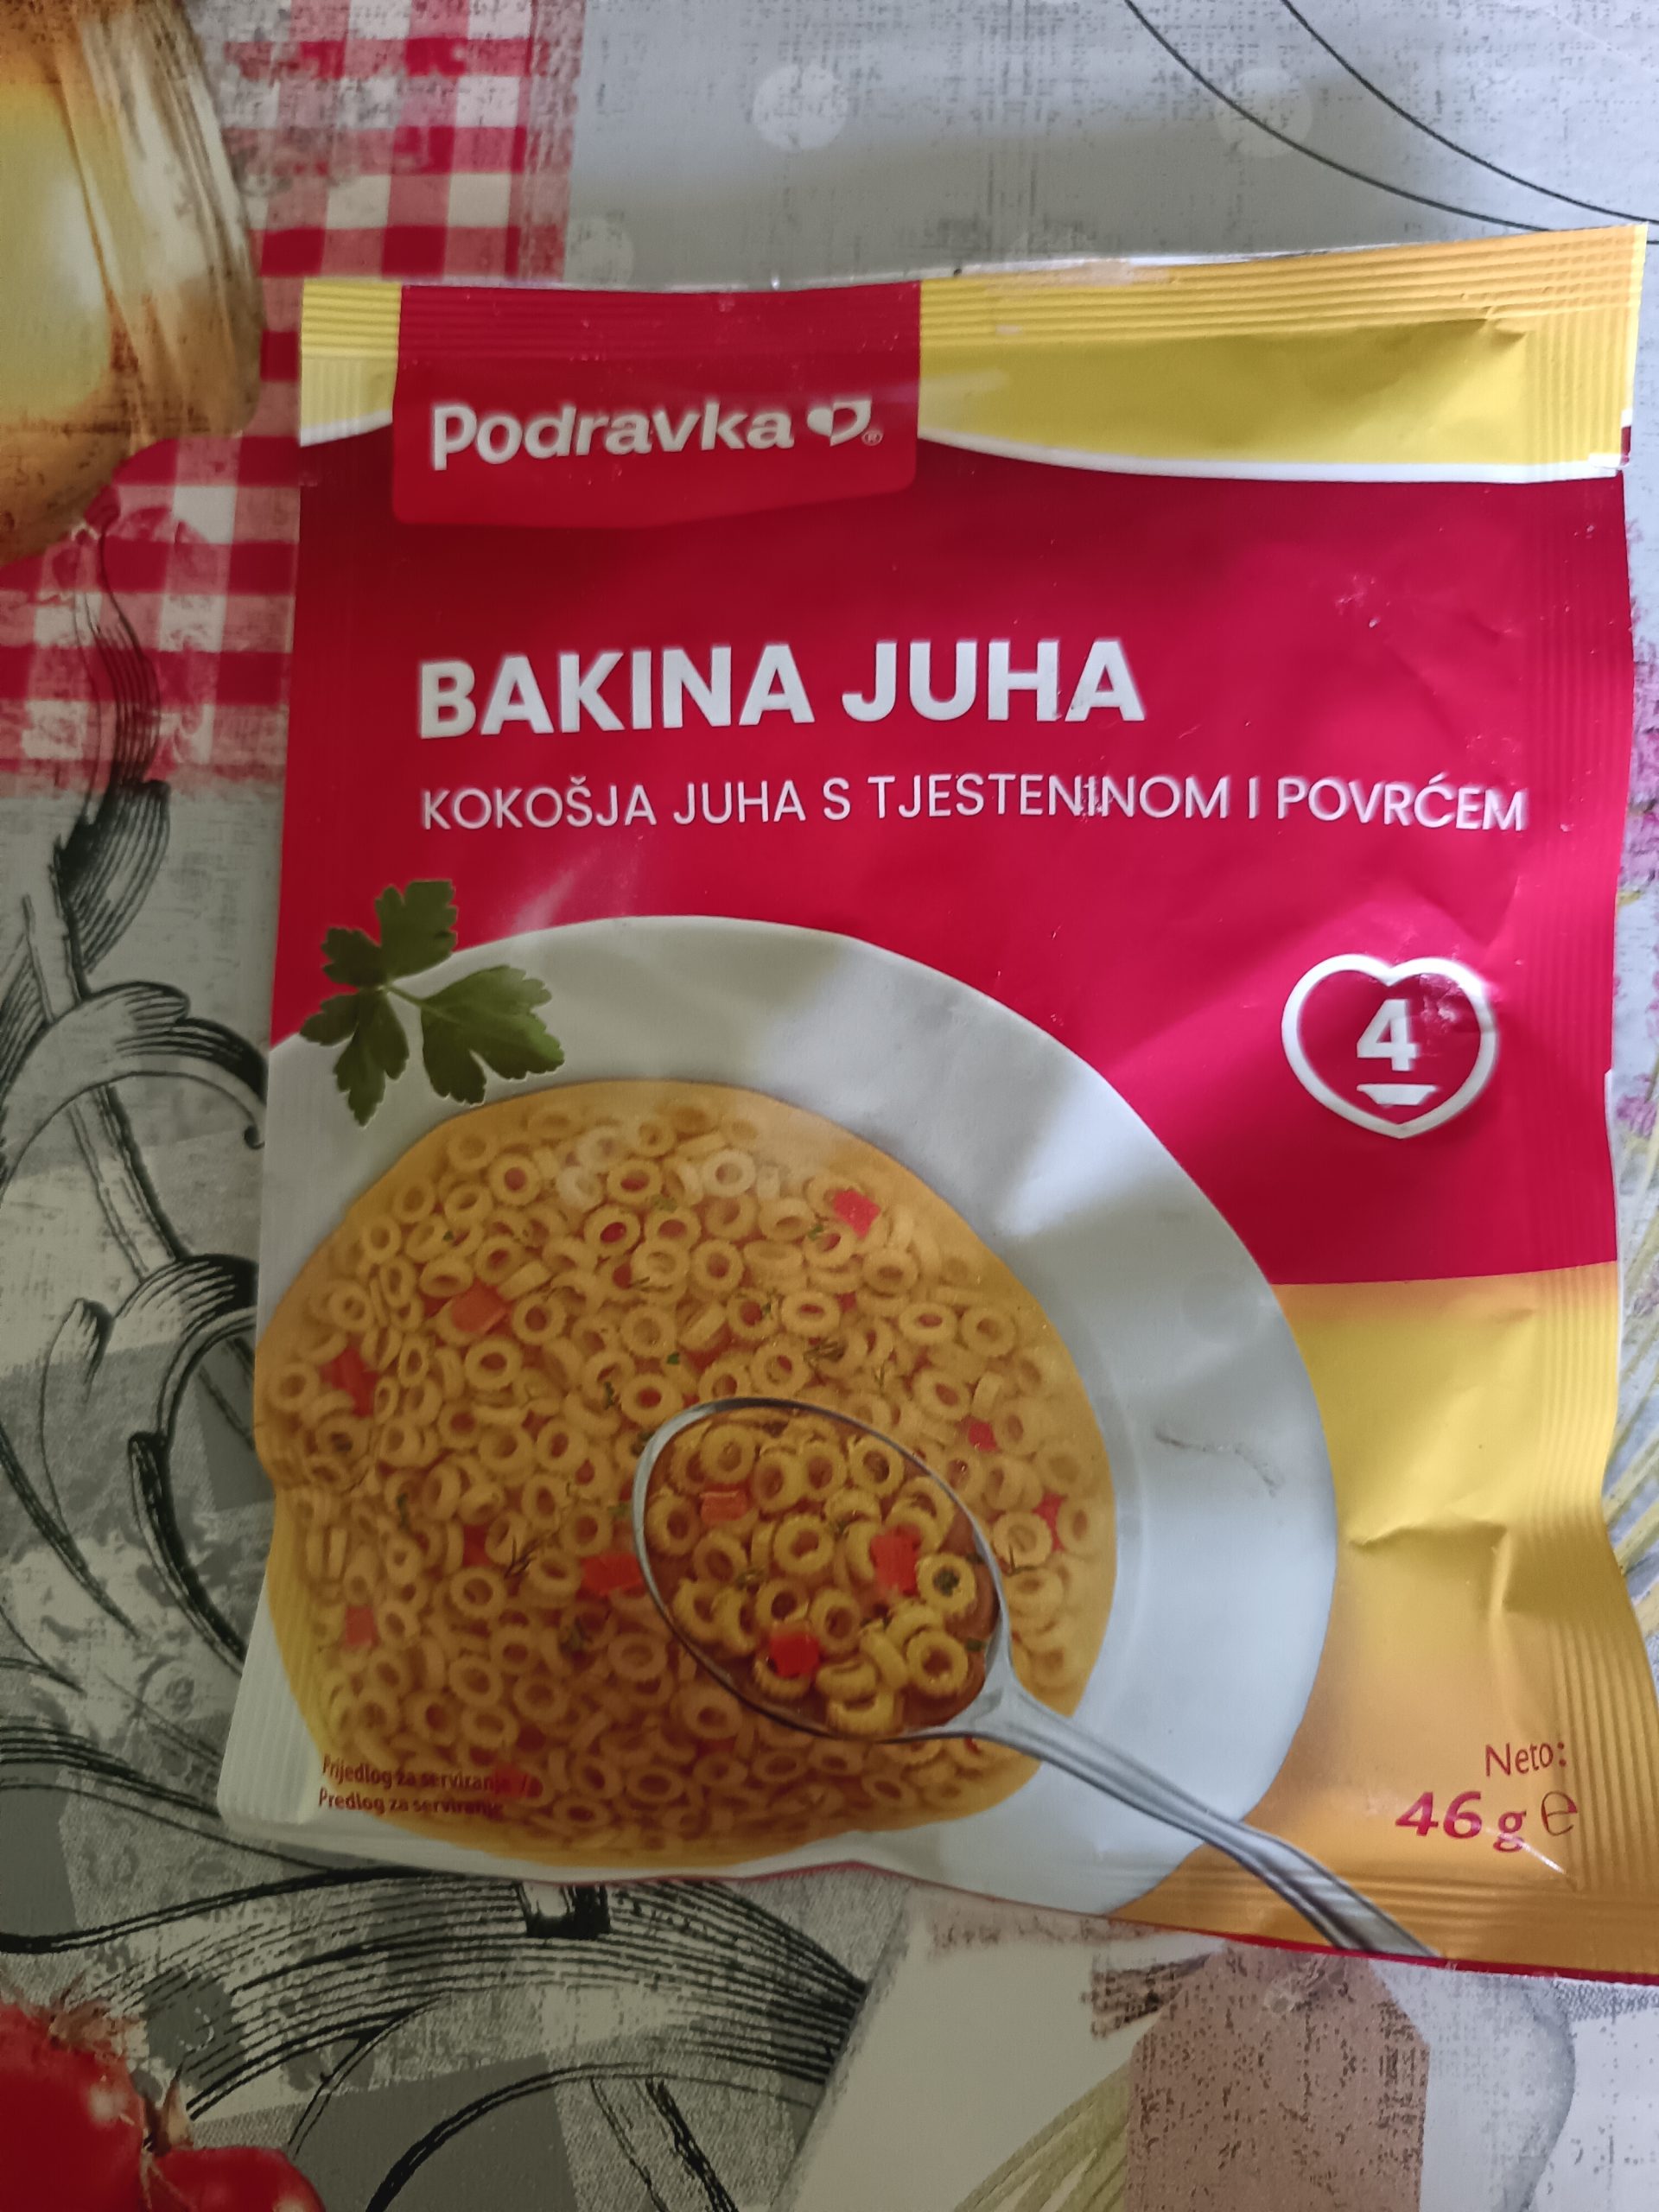 Podravka ®
BAKINA JUHA
KOKOŠJA JUHA S TJESTENINOM I POVRĆEM
4
Prijedlog za serviranje /
Predlog za serviranje
Neto:
46 g ℮